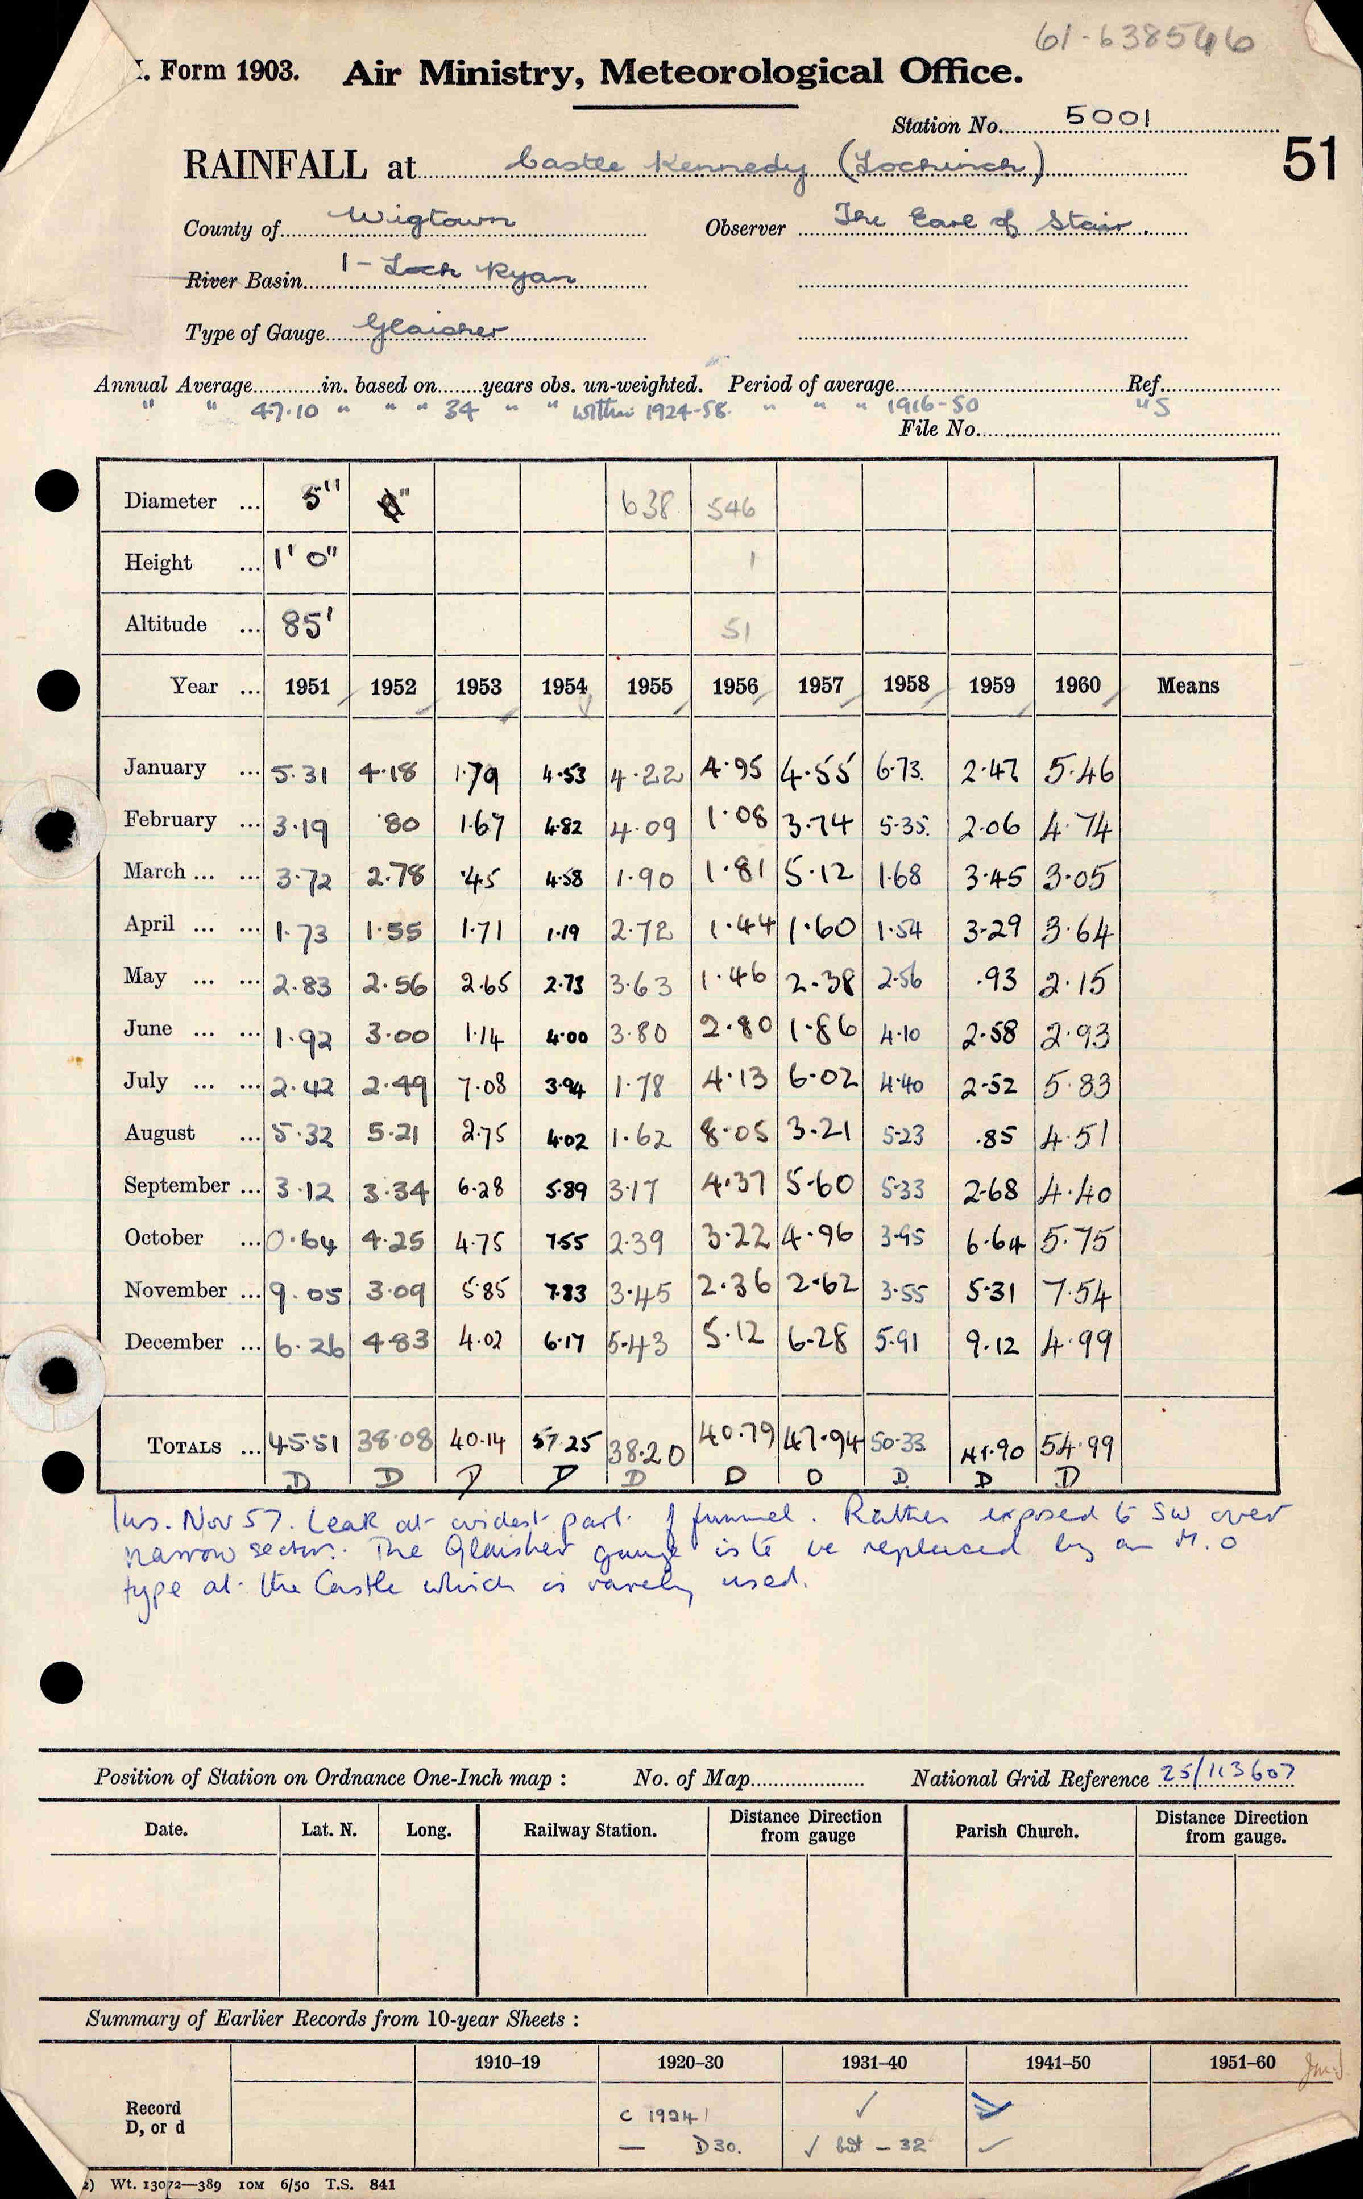 61-638546
. Form 1903. Air Ministry, Meteorological Office.
Station No. 5001
RAINFALL at Castle Kennedy (Lochinch) 51
County of Wigtown Observer The Earl of Stair
River Basin 1 - Loch Ryan
Type of Gauge Glaisher
Annual Average in. based on years obs. un-weighted. Period of average Ref.
" " 47.10 " " " 34 " " within 1924-58. " " " 1916-50 "S
File No.
Diameter ... 5" 638 546
Height ... 1' 0" 1
Altitude ... 85' 51
Year ... 1951 1952 1953 1954 1955 1956 1957 1958 1959 1960 Means
January ... 5.31 4.18 1.79 4.53 4.22 4.95 4.55 6.73. 2.47 5.46
February ... 3.19 .80 1.67 4.82 4.09 1.08 3.74 5.35. 2.06 4.74
March ... ... 3.72 2.78 .45 4.58 1.90 1.81 5.12 1.68 3.45 3.05
April ... ... 1.73 1.55 1.71 1.19 2.72 1.44 1.60 1.54 3.29 3.64
May ... ... 2.83 2.56 2.65 2.73 3.63 1.46 2.38 2.56 .93 2.15
June ... ... 1.92 3.00 1.14 4.00 3.80 2.80 1.86 4.10 2.58 2.93
July ... ... 2.42 2.49 7.08 3.94 1.78 4.13 6.02 4.40 2.52 5.83
August ... 5.32 5.21 2.75 4.02 1.62 8.05 3.21 5.23 .85 4.51
September ... 3.12 3.34 6.28 5.89 3.17 4.37 5.60 5.33 2.68 4.40
October ... 0.64 4.25 4.75 7.55 2.39 3.22 4.96 3.95 6.64 5.75
November ... 9.05 3.09 5.85 7.83 3.45 2.36 2.62 3.55 5.31 7.54
December ... 6.26 4.83 4.02 6.17 5.43 5.12 6.28 5.91 9.12 4.99
TOTALS ... 45.51 38.08 40.14 57.25 38.20 40.79 47.94 50.33 41.90 54.99
D D D D D D D D D D
Ins. Nov 57. Leak at widest part of funnel. Rather exposed to SW over
narrow sector. The Glaisher gauge is to be replaced by an M.O
type at the Castle which is rarely used.
Position of Station on Ordnance One-Inch map : No. of Map National Grid Reference 25/113607
Date. Lat. N. Long. Railway Station. Distance Direction from gauge Parish Church. Distance Direction from gauge.
Summary of Earlier Records from 10-year Sheets :
1910–19 1920–30 1931–40 1941–50 1951–60
Record c 1924 ✓
D, or d — D30. ✓ but - 32 ✓
) Wt. 13072—389 10M 6/50 T.S. 841